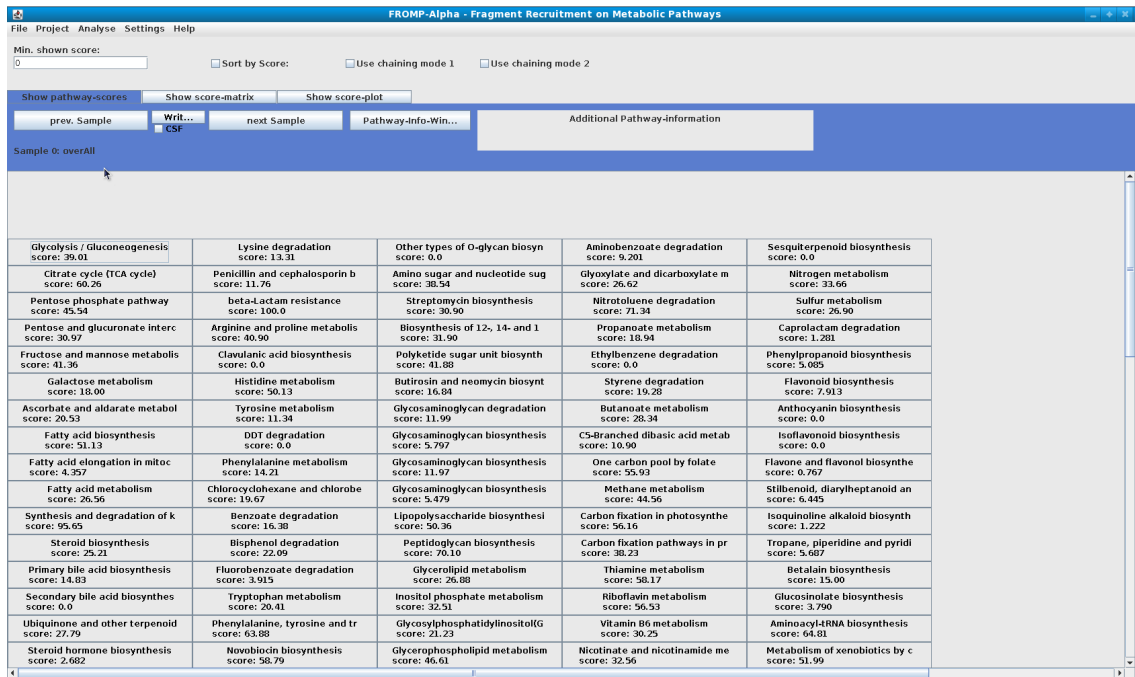 FROMP-Alpha - Fragment Recruitment on Metabolic Pathways
File Project Analyse Settings Help
Min. shown score:
0
Sort by Score:
Use chaining mode 1
Use chaining mode 2
Show pathway-scores
Show score-matrix
Show score-plot
prev. Sample
Writ...
CSF
next Sample
Pathway-Info-Win...
Additional Pathway-information
Sample 0: overAll
Glycolysis / Gluconeogenesis
score: 39.01
Lysine degradation
score: 13.31
Other types of O-glycan biosyn
score: 0.0
Aminobenzoate degradation
score: 9.201
Sesquiterpenoid biosynthesis
score: 0.0
Citrate cycle (TCA cycle)
score: 60.26
Penicillin and cephalosporin b
score: 11.76
Amino sugar and nucleotide sug
score: 38.54
Glyoxylate and dicarboxylate m
score: 26.62
Nitrogen metabolism
score: 33.66
Pentose phosphate pathway
score: 45.54
beta-Lactam resistance
score: 100.0
Streptomycin biosynthesis
score: 30.90
Nitrotoluene degradation
score: 71.34
Sulfur metabolism
score: 26.90
Pentose and glucuronate interc
score: 30.97
Arginine and proline metabolis
score: 40.90
Biosynthesis of 12-, 14- and 1
score: 31.90
Propanoate metabolism
score: 18.94
Caprolactam degradation
score: 1.281
Fructose and mannose metabolis
score: 41.36
Clavulanic acid biosynthesis
score: 0.0
Polyketide sugar unit biosynth
score: 41.88
Ethylbenzene degradation
score: 0.0
Phenylpropanoid biosynthesis
score: 5.085
Galactose metabolism
score: 18.00
Histidine metabolism
score: 50.13
Butirosin and neomycin biosynt
score: 16.84
Styrene degradation
score: 19.28
Flavonoid biosynthesis
score: 7.913
Ascorbate and aldarate metabol
score: 20.53
Tyrosine metabolism
score: 11.34
Glycosaminoglycan degradation
score: 11.99
Butanoate metabolism
score: 28.34
Anthocyanin biosynthesis
score: 0.0
Fatty acid biosynthesis
score: 51.13
DDT degradation
score: 0.0
Glycosaminoglycan biosynthesis
score: 5.797
C5-Branched dibasic acid metab
score: 10.90
Isoflavonoid biosynthesis
score: 0.0
Fatty acid elongation in mitoc
score: 4.357
Phenylalanine metabolism
score: 14.21
Glycosaminoglycan biosynthesis
score: 11.97
One carbon pool by folate
score: 55.93
Flavone and flavonol biosynthe
score: 0.767
Fatty acid metabolism
score: 26.56
Chlorocyclohexane and chlorobe
score: 19.67
Glycosaminoglycan biosynthesis
score: 5.479
Methane metabolism
score: 44.56
Stilbenoid, diarylheptanoid an
score: 6.445
Synthesis and degradation of k
score: 95.65
Benzoate degradation
score: 16.38
Lipopolysaccharide biosynthesi
score: 50.36
Carbon fixation in photosynthe
score: 56.16
Isoquinoline alkaloid biosynth
score: 1.222
Steroid biosynthesis
score: 25.21
Bisphenol degradation
score: 22.09
Peptidoglycan biosynthesis
score: 70.10
Carbon fixation pathways in pr
score: 38.23
Tropane, piperidine and pyridi
score: 5.687
Primary bile acid biosynthesis
score: 14.83
Fluorobenzoate degradation
score: 3.915
Glycerolipid metabolism
score: 26.88
Thiamine metabolism
score: 58.17
Betalain biosynthesis
score: 15.00
Secondary bile acid biosynthes
score: 0.0
Tryptophan metabolism
score: 20.41
Inositol phosphate metabolism
score: 32.51
Riboflavin metabolism
score: 56.53
Glucosinolate biosynthesis
score: 3.790
Ubiquinone and other terpenoid
score: 27.79
Phenylalanine, tyrosine and tr
score: 63.88
Glycosylphosphatidylinositol(G
score: 21.23
Vitamin B6 metabolism
score: 30.25
Aminoacyl-tRNA biosynthesis
score: 64.81
Steroid hormone biosynthesis
score: 2.682
Novobiocin biosynthesis
score: 58.79
Glycerophospholipid metabolism
score: 46.61
Nicotinate and nicotinamide me
score: 32.56
Metabolism of xenobiotics by c
score: 51.99